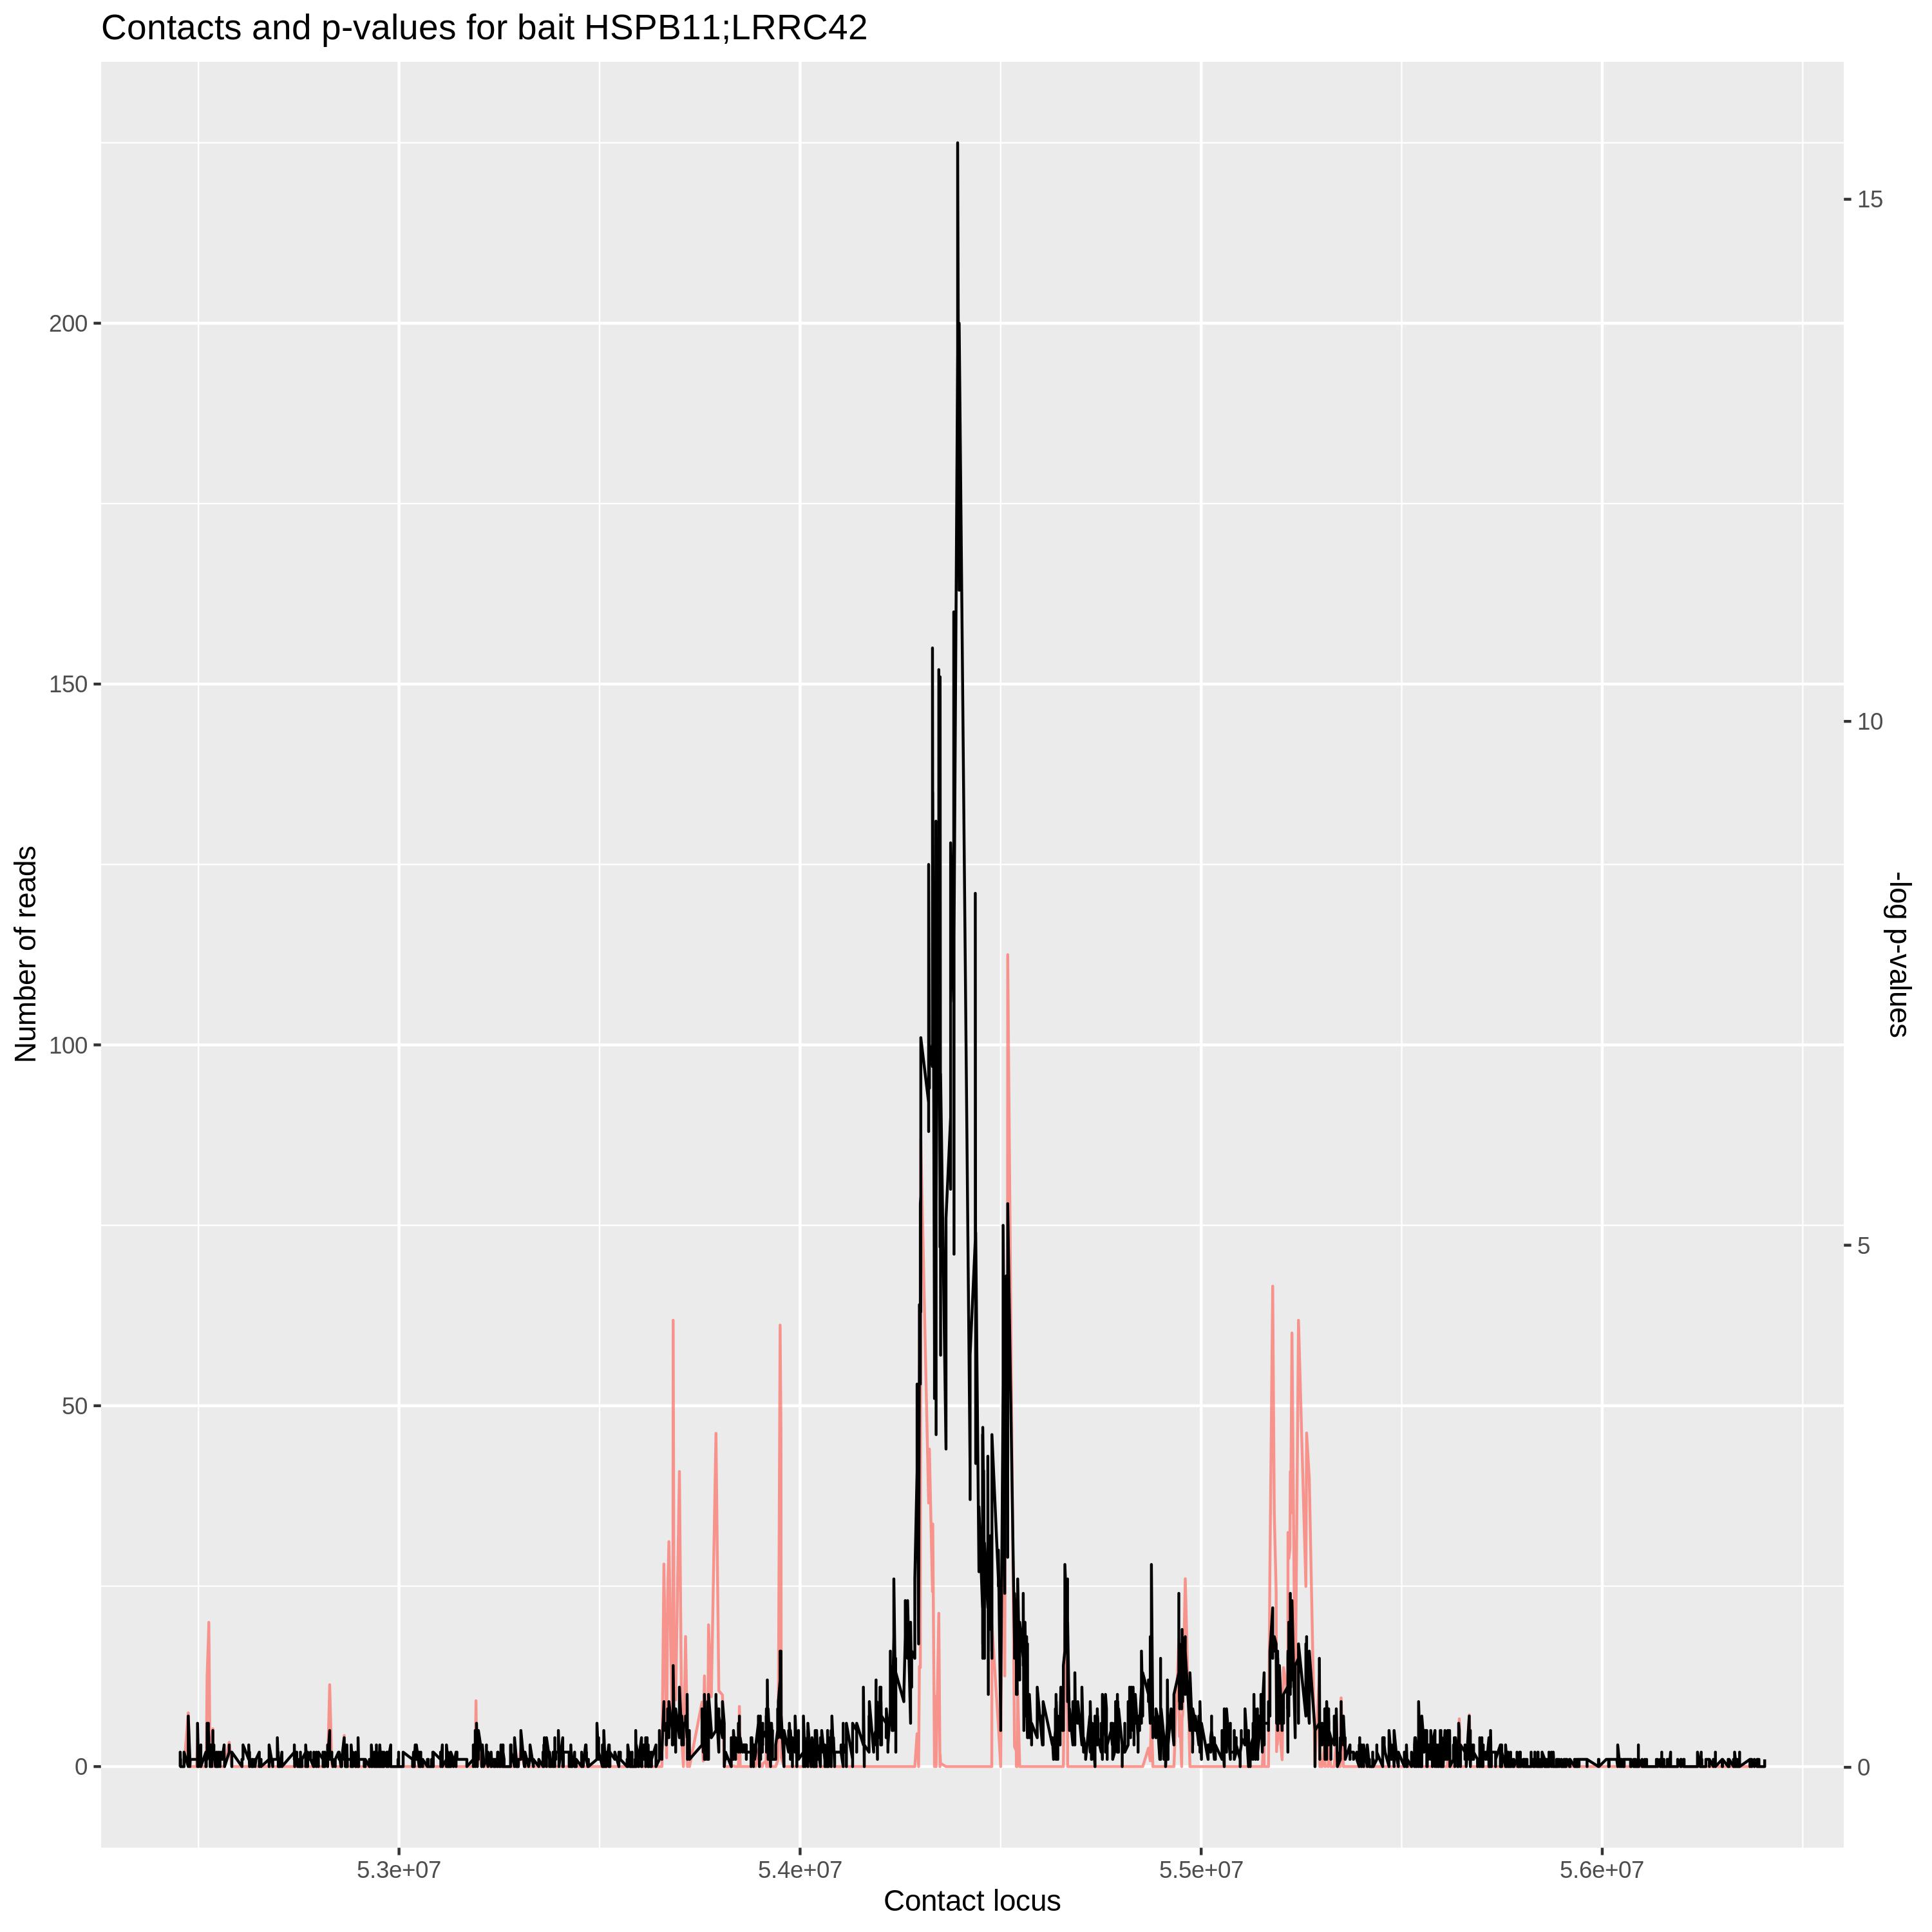 Contacts and p-values for bait HSPB11;LRRC42
200
150
100
50
0
Number of reads
15
10
5
0
-log p-values
5.3e+07
5.4e+07
5.5e+07
5.6e+07
Contact locus